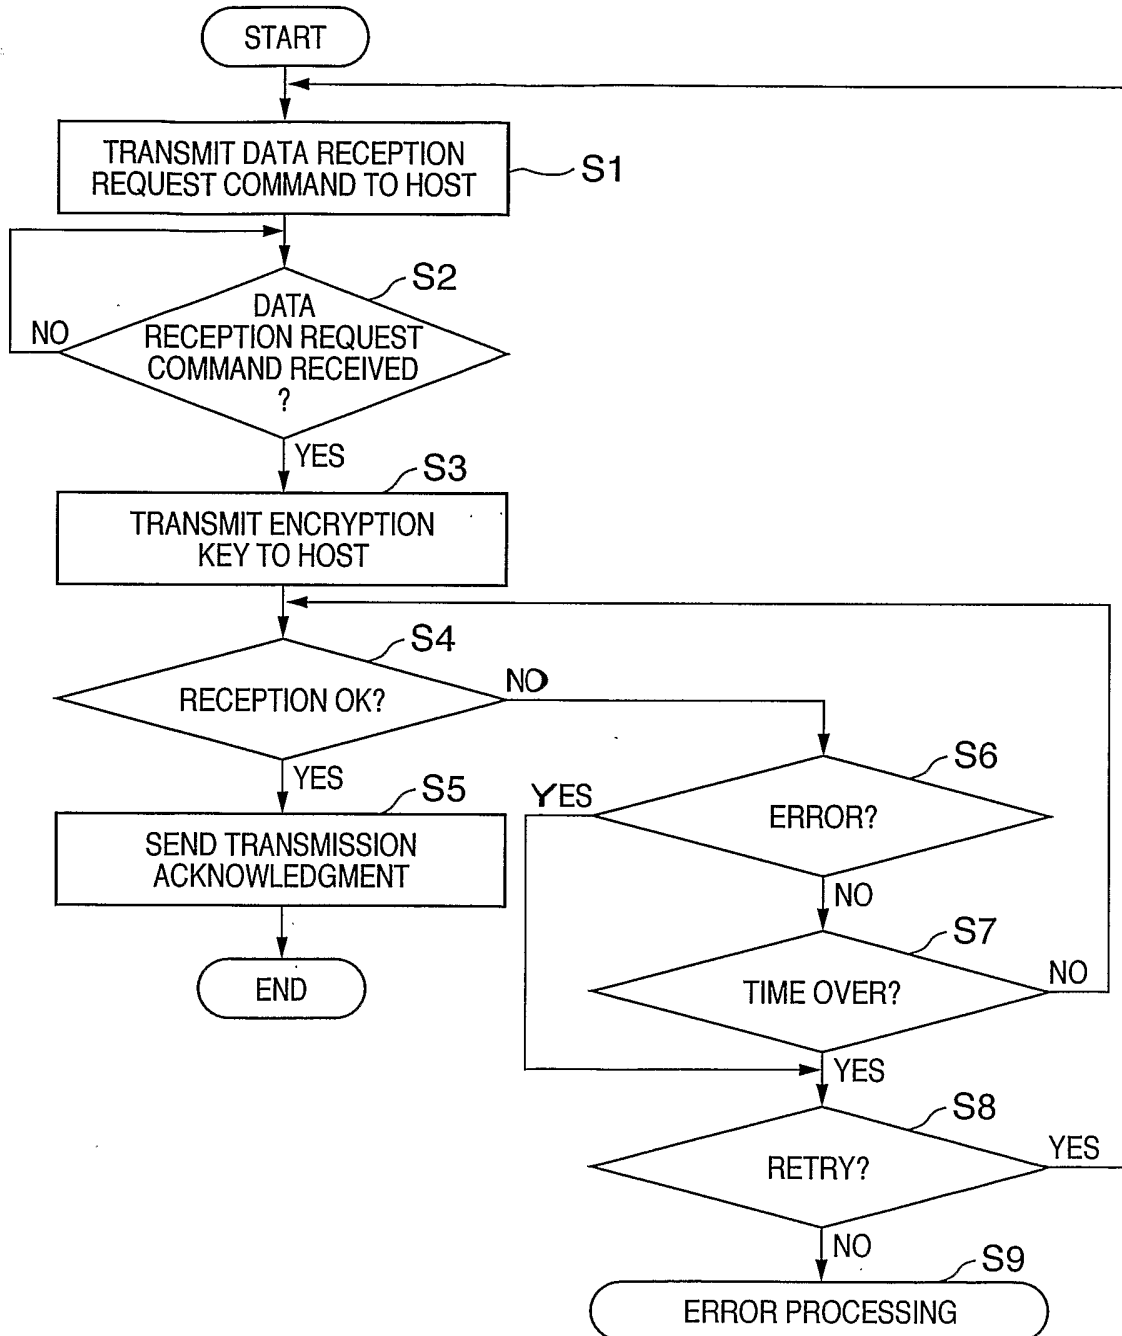 START
TRANSMIT DATA RECEPTION
REQUEST COMMAND TO HOST
S1
S2
DATA
RECEPTION REQUEST
COMMAND RECEIVED
?
NO
YES
S3
TRANSMIT ENCRYPTION
KEY TO HOST
S4
RECEPTION OK?
NO
YES
S5
SEND TRANSMISSION
ACKNOWLEDGMENT
END
S6
YES
ERROR?
NO
S7
TIME OVER?
NO
YES
S8
RETRY?
YES
NO
S9
ERROR PROCESSING